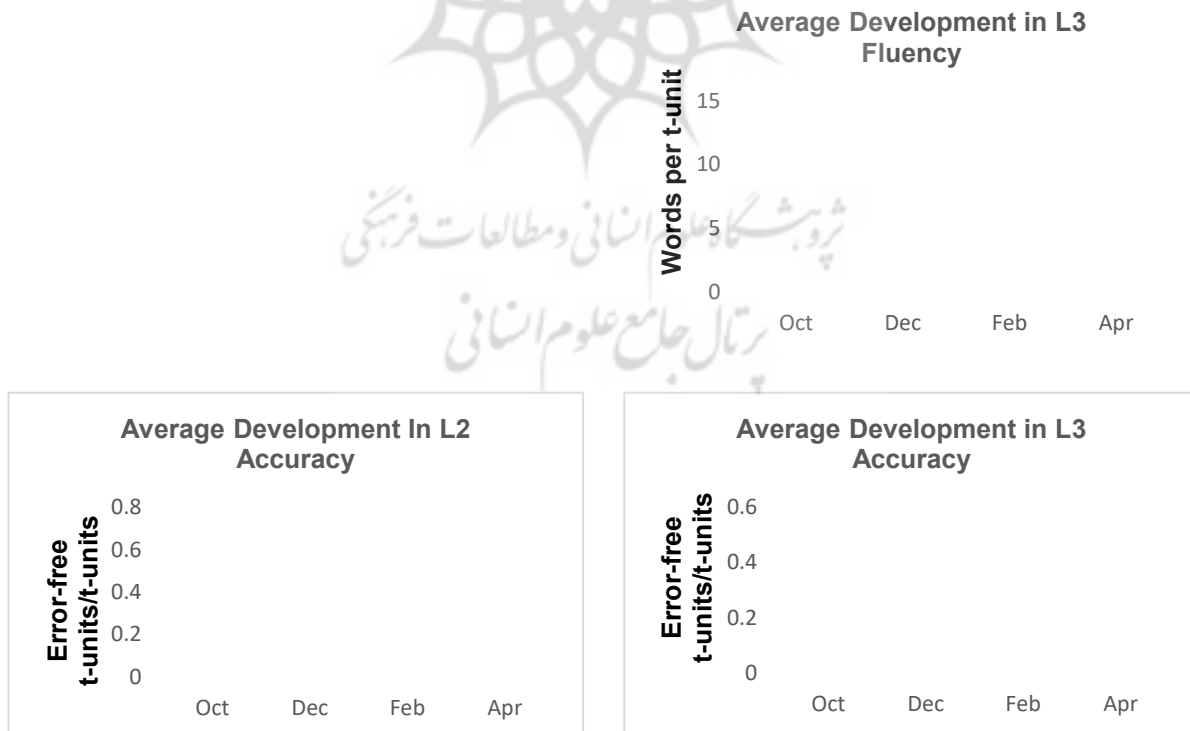 Average Development in L3
Fluency
Words per t-unit
15
10
5
0
Oct Dec Feb Apr
پژوهشگاه علوم انسانی و مطالعات فرهنگی
پرتال جامع علوم انسانی
Average Development In L2
Accuracy
Error-free
t-units/t-units
0.8
0.6
0.4
0.2
0
Oct Dec Feb Apr
Average Development in L3
Accuracy
Error-free
t-units/t-units
0.6
0.4
0.2
0
Oct Dec Feb Apr